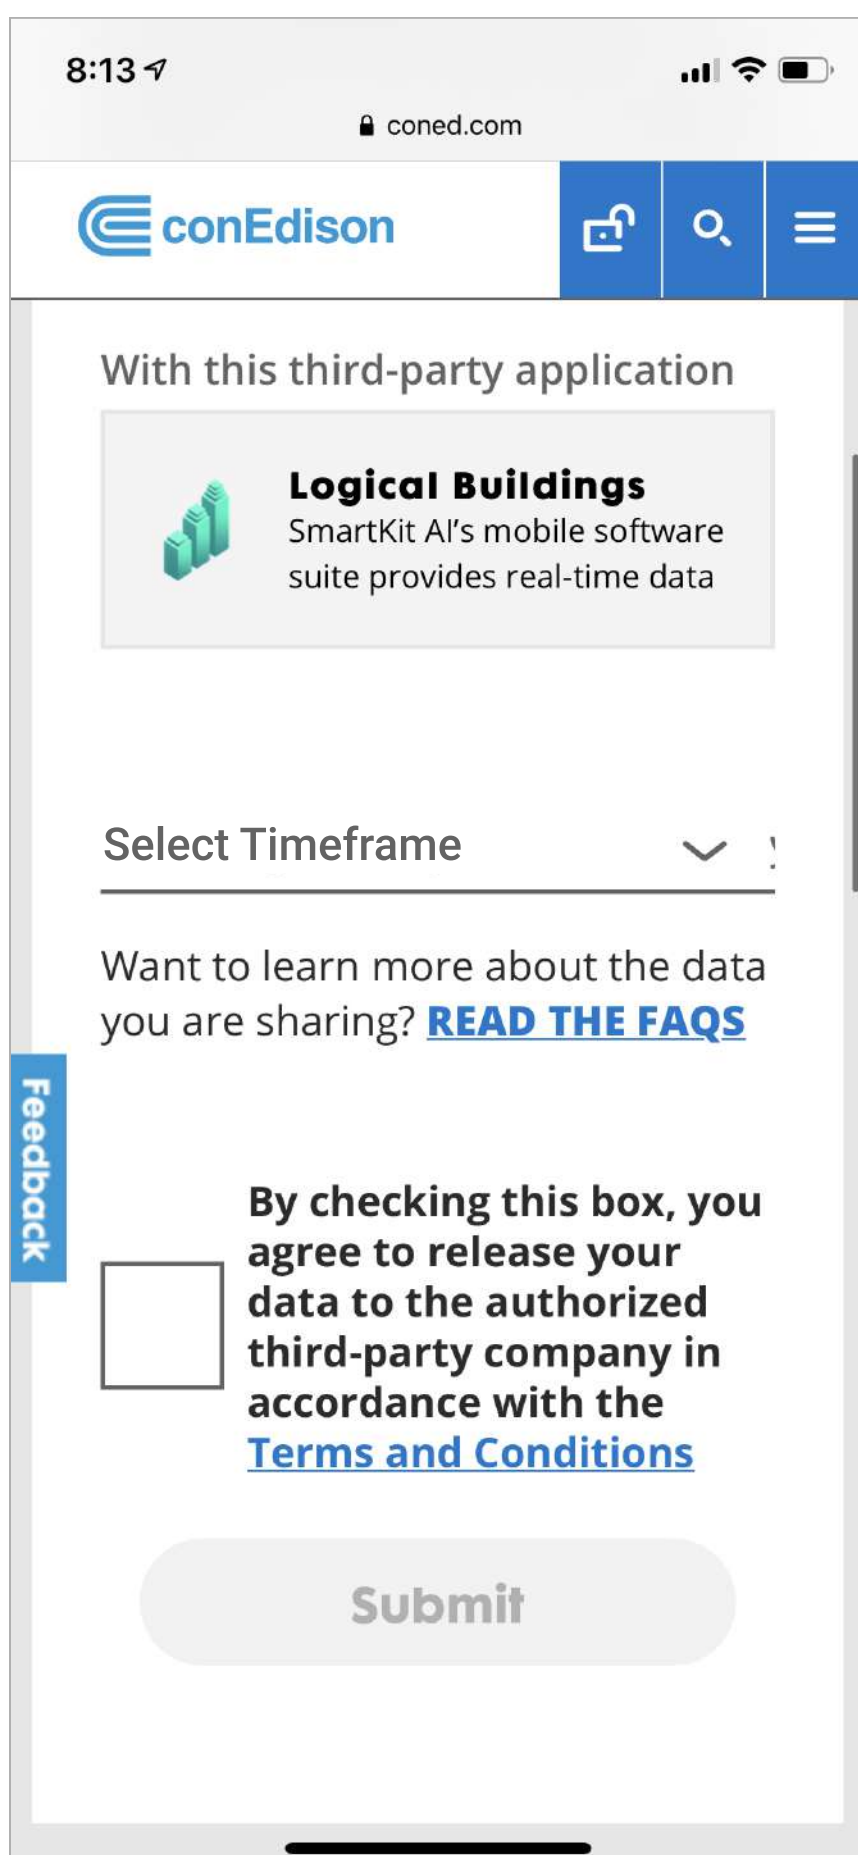 8:13
coned.com
conEdison
With this third-party application
Logical Buildings
SmartKit AI's mobile software
suite provides real-time data
Select Timeframe
Want to learn more about the data
you are sharing? READ THE FAQS
Feedback
By checking this box, you
agree to release your
data to the authorized
third-party company in
accordance with the
Terms and Conditions
Submit